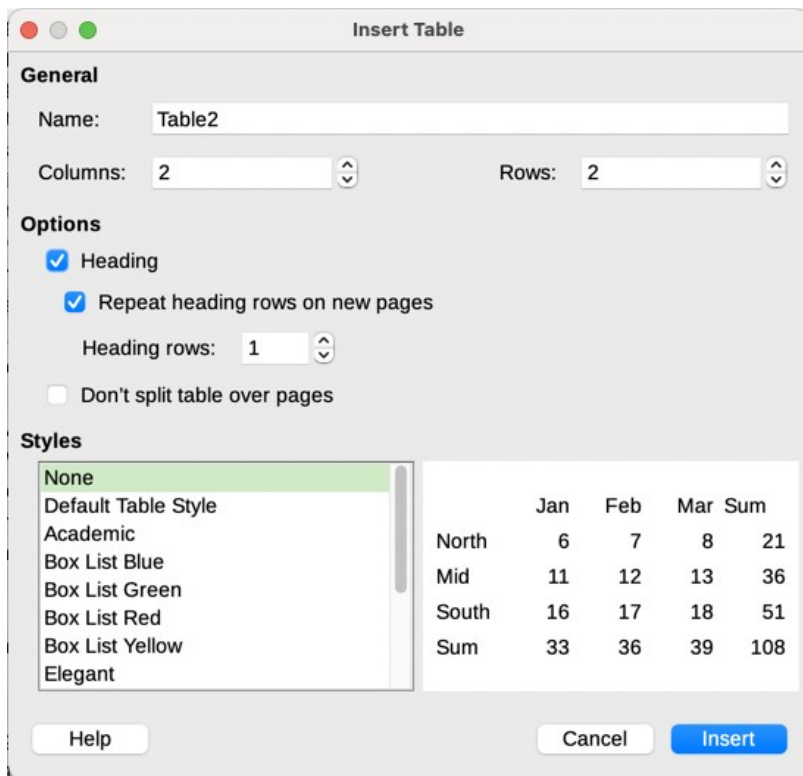 Insert Table
General
Name: Table2
Columns: 2 Rows: 2
Options
Heading
Repeat heading rows on new pages
Heading rows: 1
Don't split table over pages
Styles
None
Default Table Style
Academic
Box List Blue
Box List Green
Box List Red
Box List Yellow
Elegant
Jan Feb Mar Sum
North 6 7 8 21
Mid 11 12 13 36
South 16 17 18 51
Sum 33 36 39 108
Help Cancel Insert